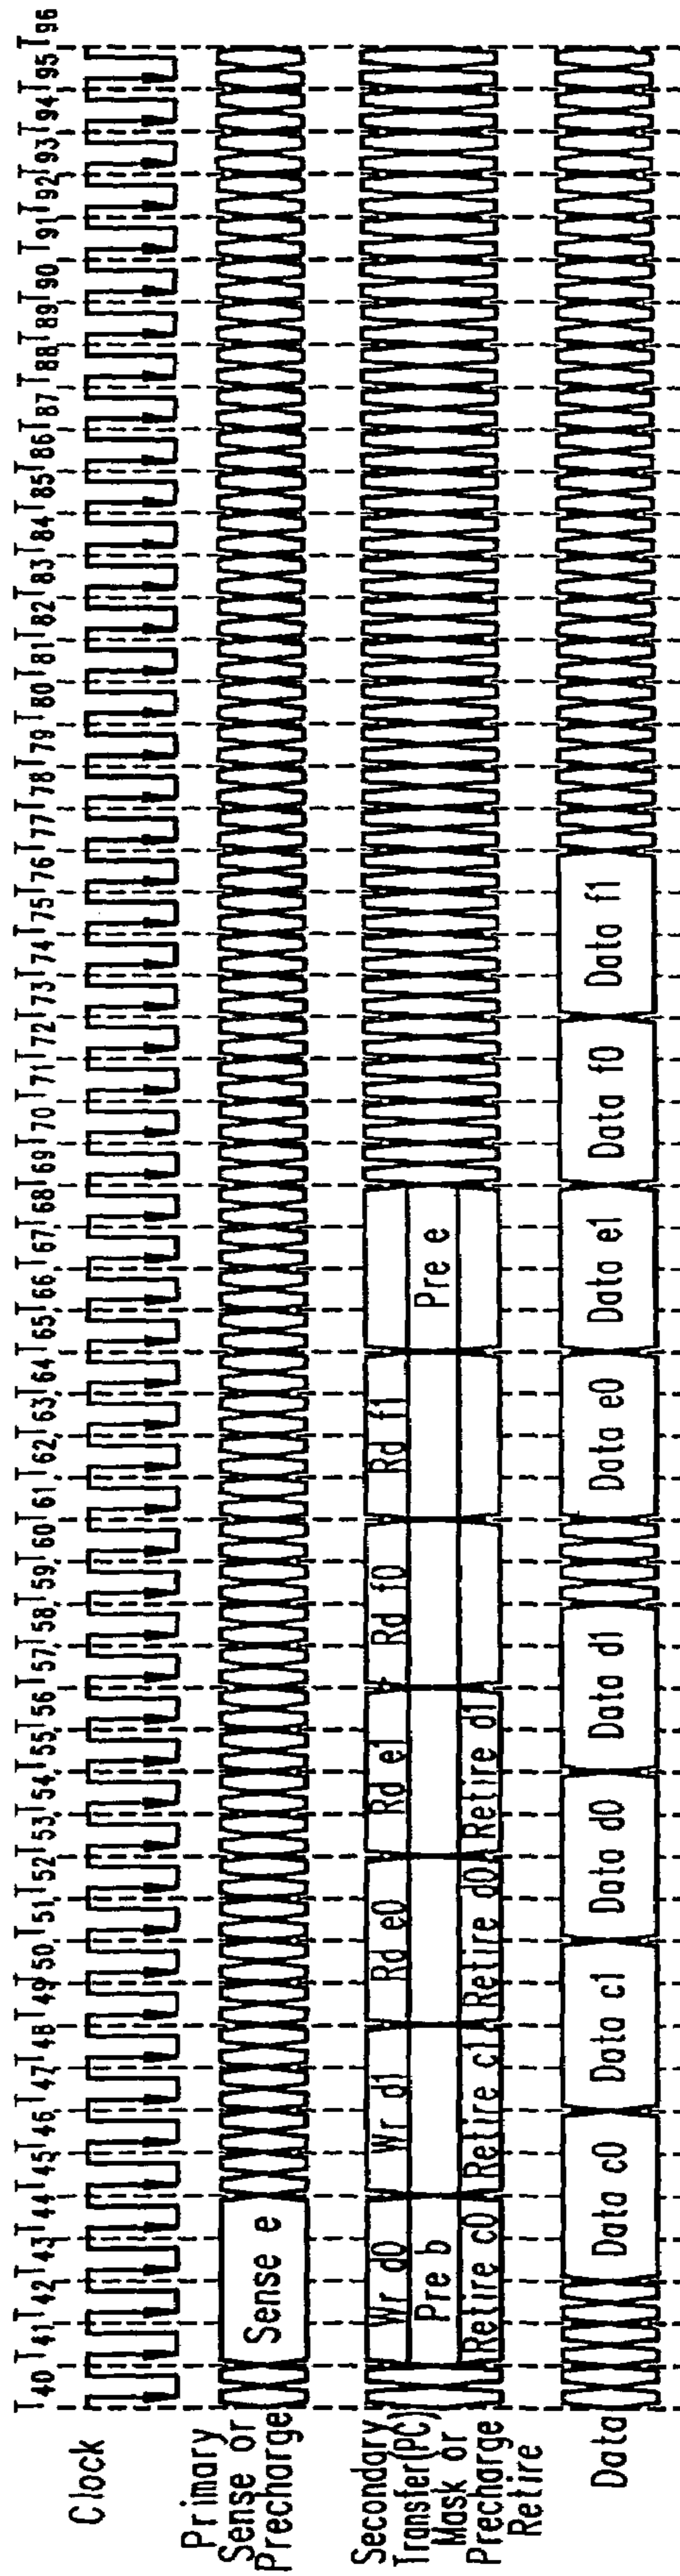 T40 T41 T42 T43 T44 T45 T46 T47 T48 T49 T50 T51 T52 T53 T54 T55 T56 T57 T58 T59 T60 T61 T62 T63 T64 T65 T66 T67 T68 T69 T70 T71 T72 T73 T74 T75 T76 T77 T78 T79 T80 T81 T82 T83 T84 T85 T86 T87 T88 T89 T90 T91 T92 T93 T94 T95 T96
Clock
Primary
Sense or
Precharge
Sense e
Secondary
Transfer(PC)
Mask or
Precharge
Retire
Wr d0 Wr d1 Rd e0 Rd e1 Rd f0 Rd f1
Pre b Pre e
Retire c0 Retire c1 Retire d0 Retire d1
Data
Data c0 Data c1 Data d0 Data d1 Data e0 Data e1 Data f0 Data f1